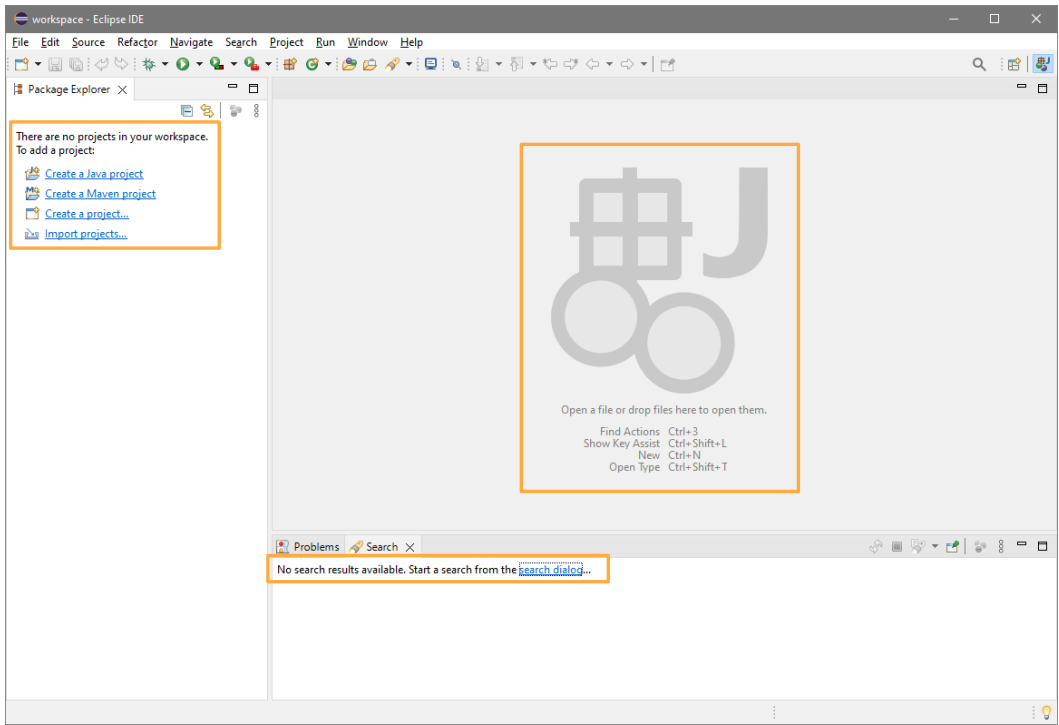 workspace - Eclipse IDE
File Edit Source Refactor Navigate Search Project Run Window Help
Package Explorer
There are no projects in your workspace.
To add a project:
Create a Java project
Create a Maven project
Create a project...
Import projects...
J
Open a file or drop files here to open them.
Find Actions Ctrl+3
Show Key Assist Ctrl+Shift+L
New Ctrl+N
Open Type Ctrl+Shift+T
Problems Search
No search results available. Start a search from the search dialog...